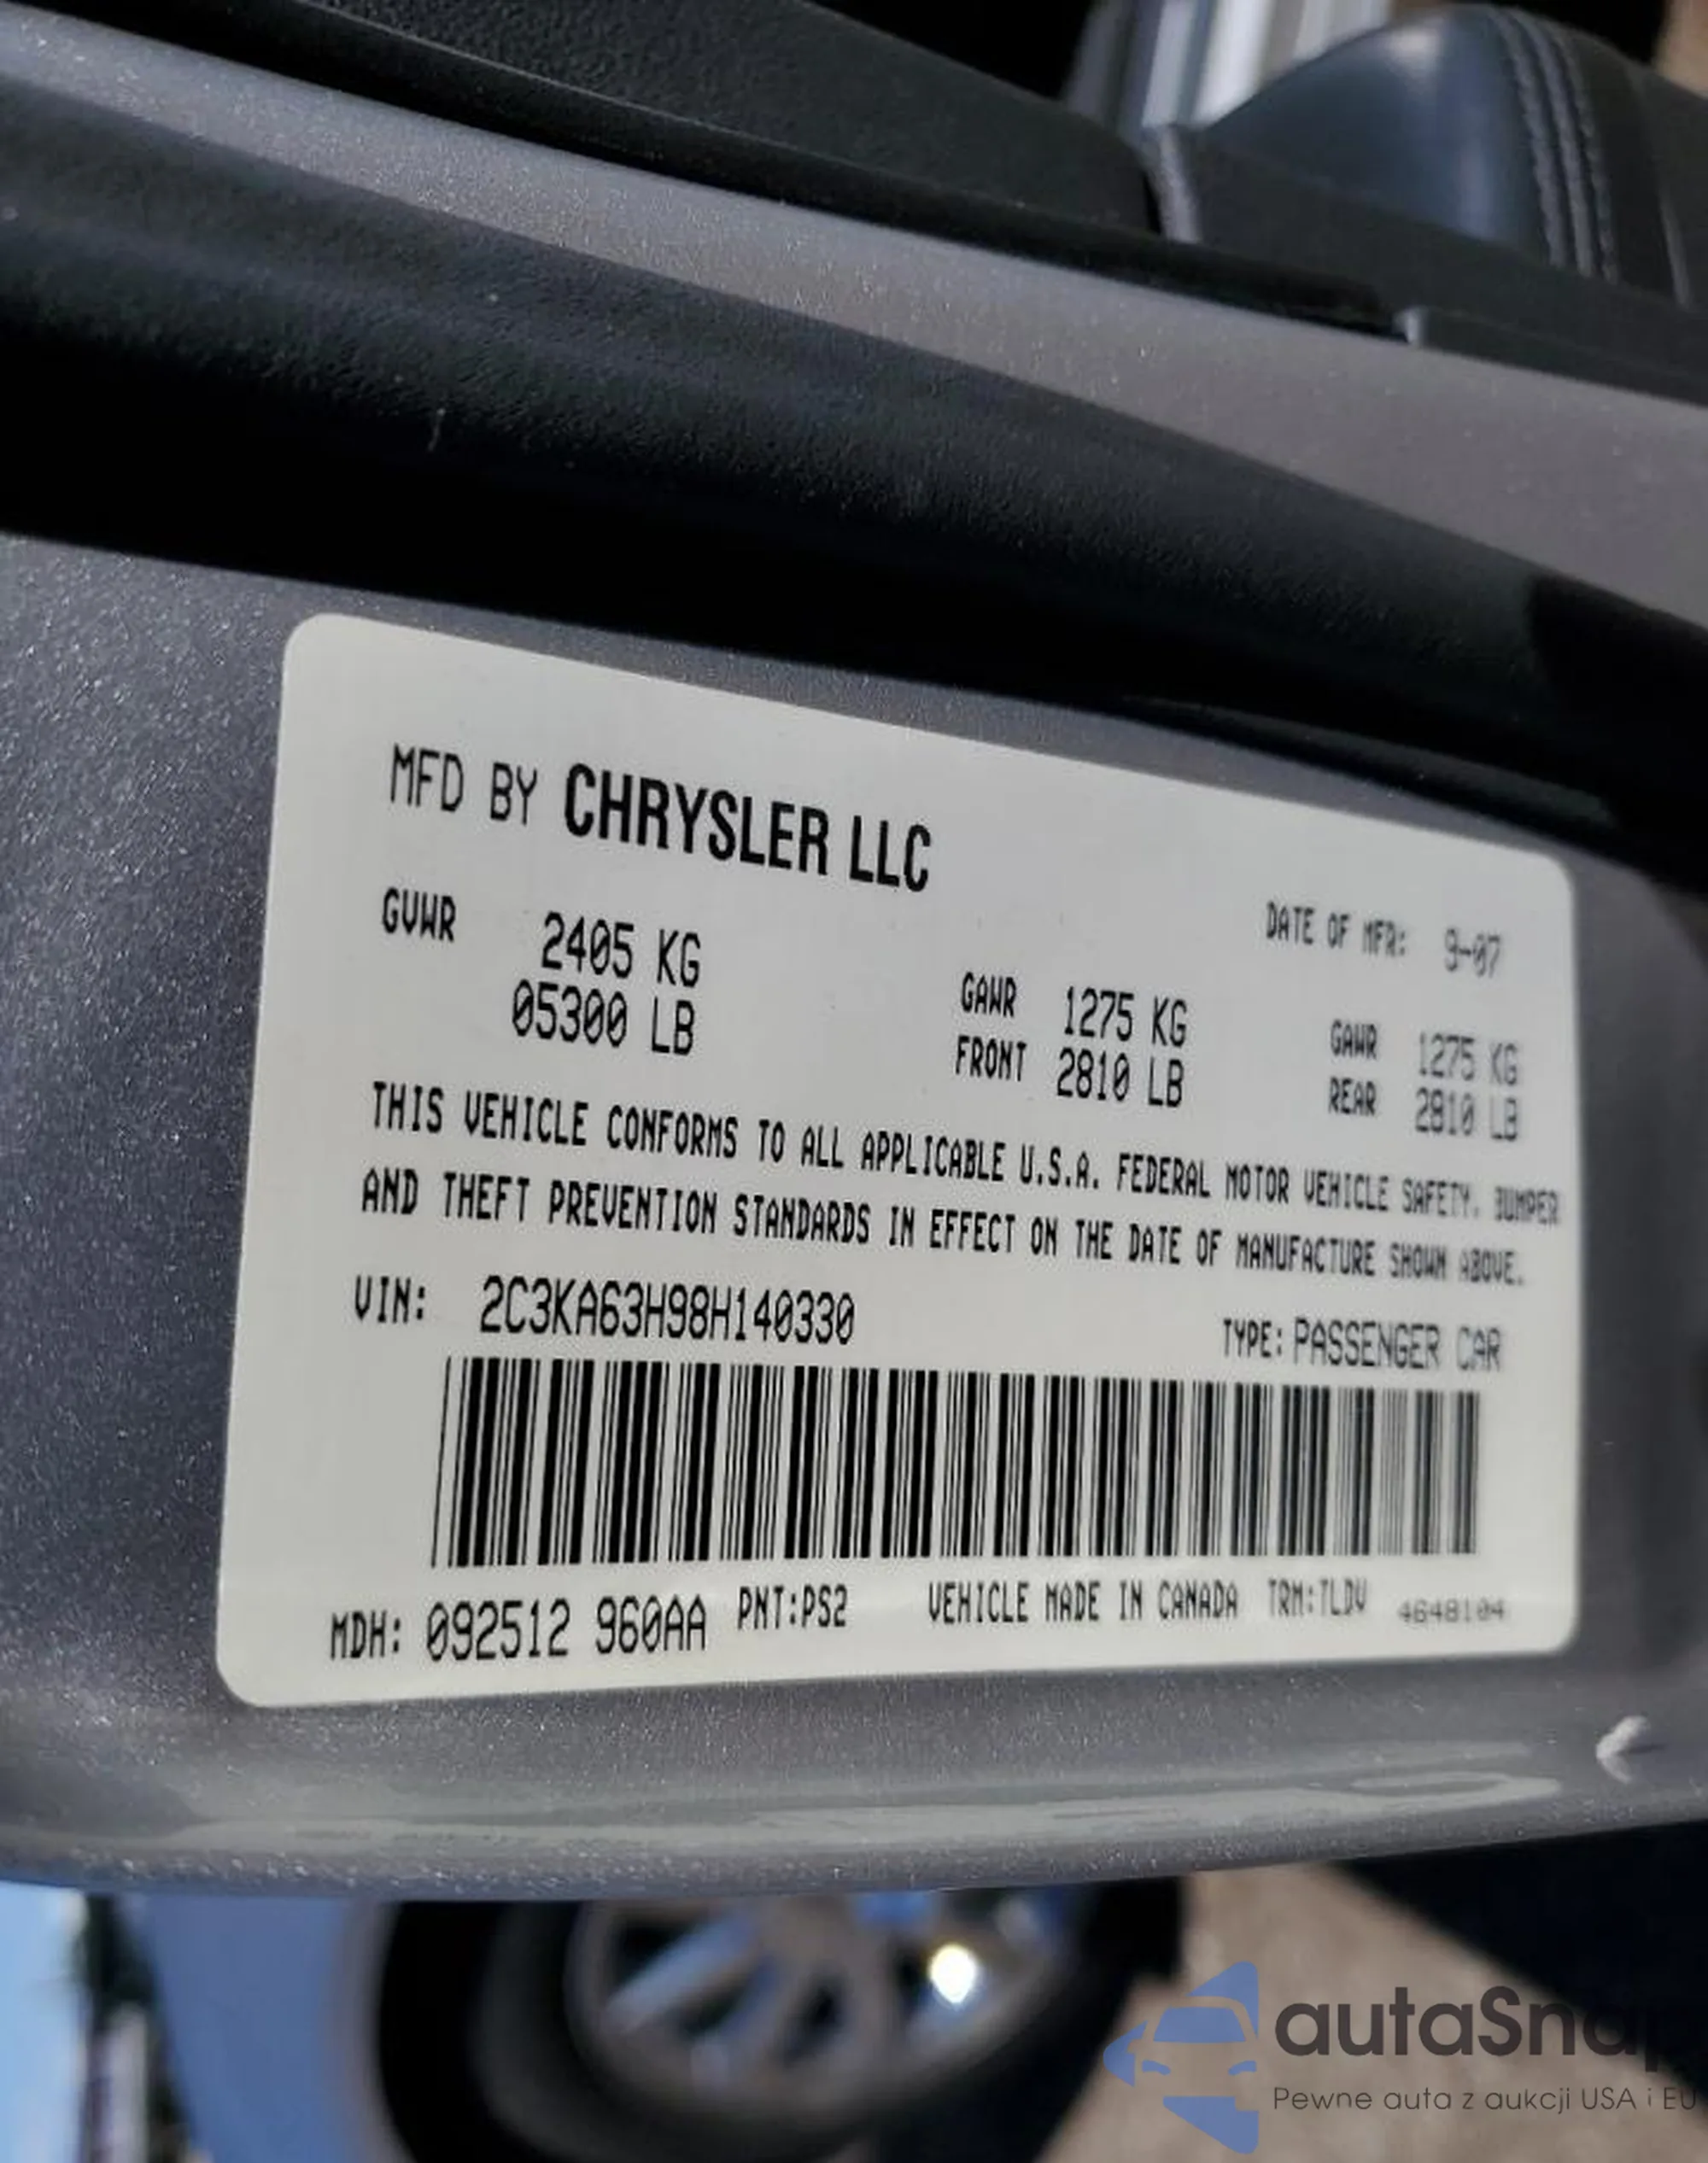 MFD BY CHRYSLER LLC
DATE OF MFR: 9-07
GVWR 2405 KG
05300 LB
GAWR 1275 KG
FRONT 2810 LB
GAWR 1275 KG
REAR 2810 LB
THIS VEHICLE CONFORMS TO ALL APPLICABLE U.S.A. FEDERAL MOTOR VEHICLE SAFETY, BUMPER
AND THEFT PREVENTION STANDARDS IN EFFECT ON THE DATE OF MANUFACTURE SHOWN ABOVE.
VIN: 2C3KA63H98H140330
TYPE: PASSENGER CAR
MDH: 092512 960AA PNT:PS2 VEHICLE MADE IN CANADA TRM:TLDV 4648104
autaSnap
Pewne auta z aukcji USA i EU